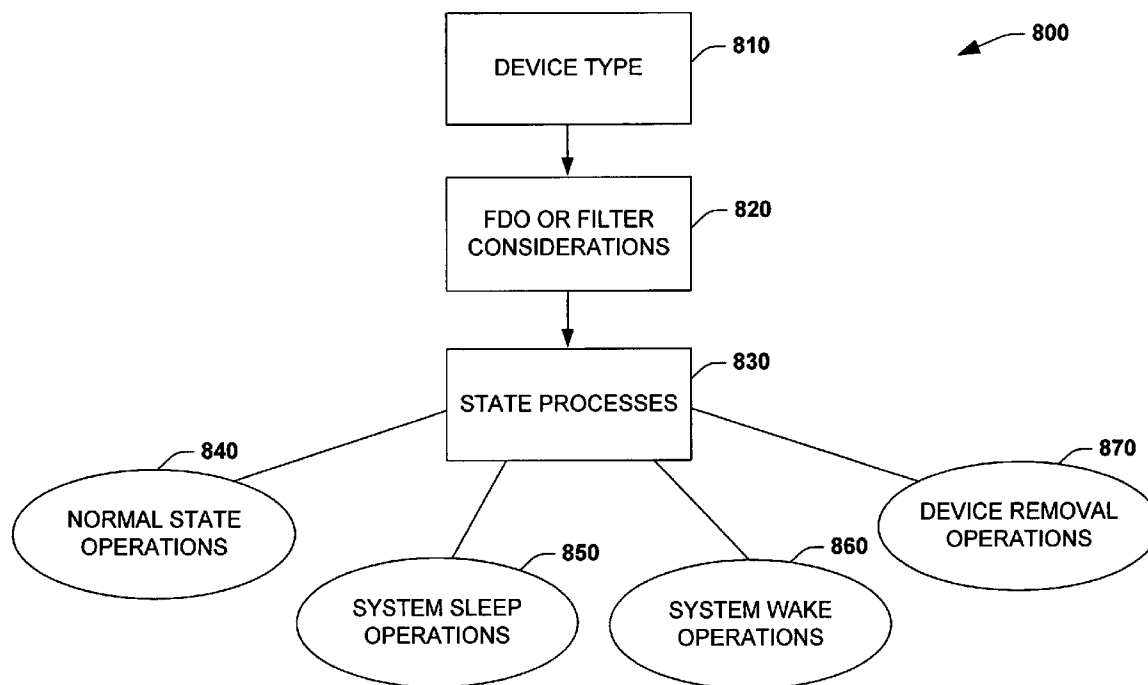 800
810
DEVICE TYPE
820
FDO OR FILTER
CONSIDERATIONS
830
STATE PROCESSES
840
NORMAL STATE
OPERATIONS
850
SYSTEM SLEEP
OPERATIONS
860
SYSTEM WAKE
OPERATIONS
870
DEVICE REMOVAL
OPERATIONS